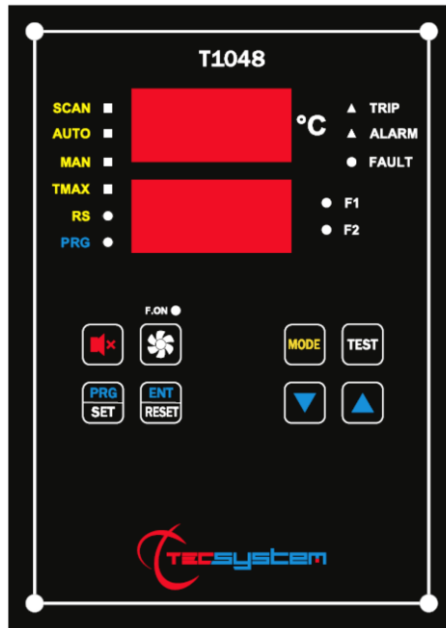 T1048
SCAN
AUTO
MAN
TMAX
RS
PRG
°C
TRIP
ALARM
FAULT
F1
F2
F.ON
MODE
TEST
PRG
SET
ENT
RESET
TECSYSTEM